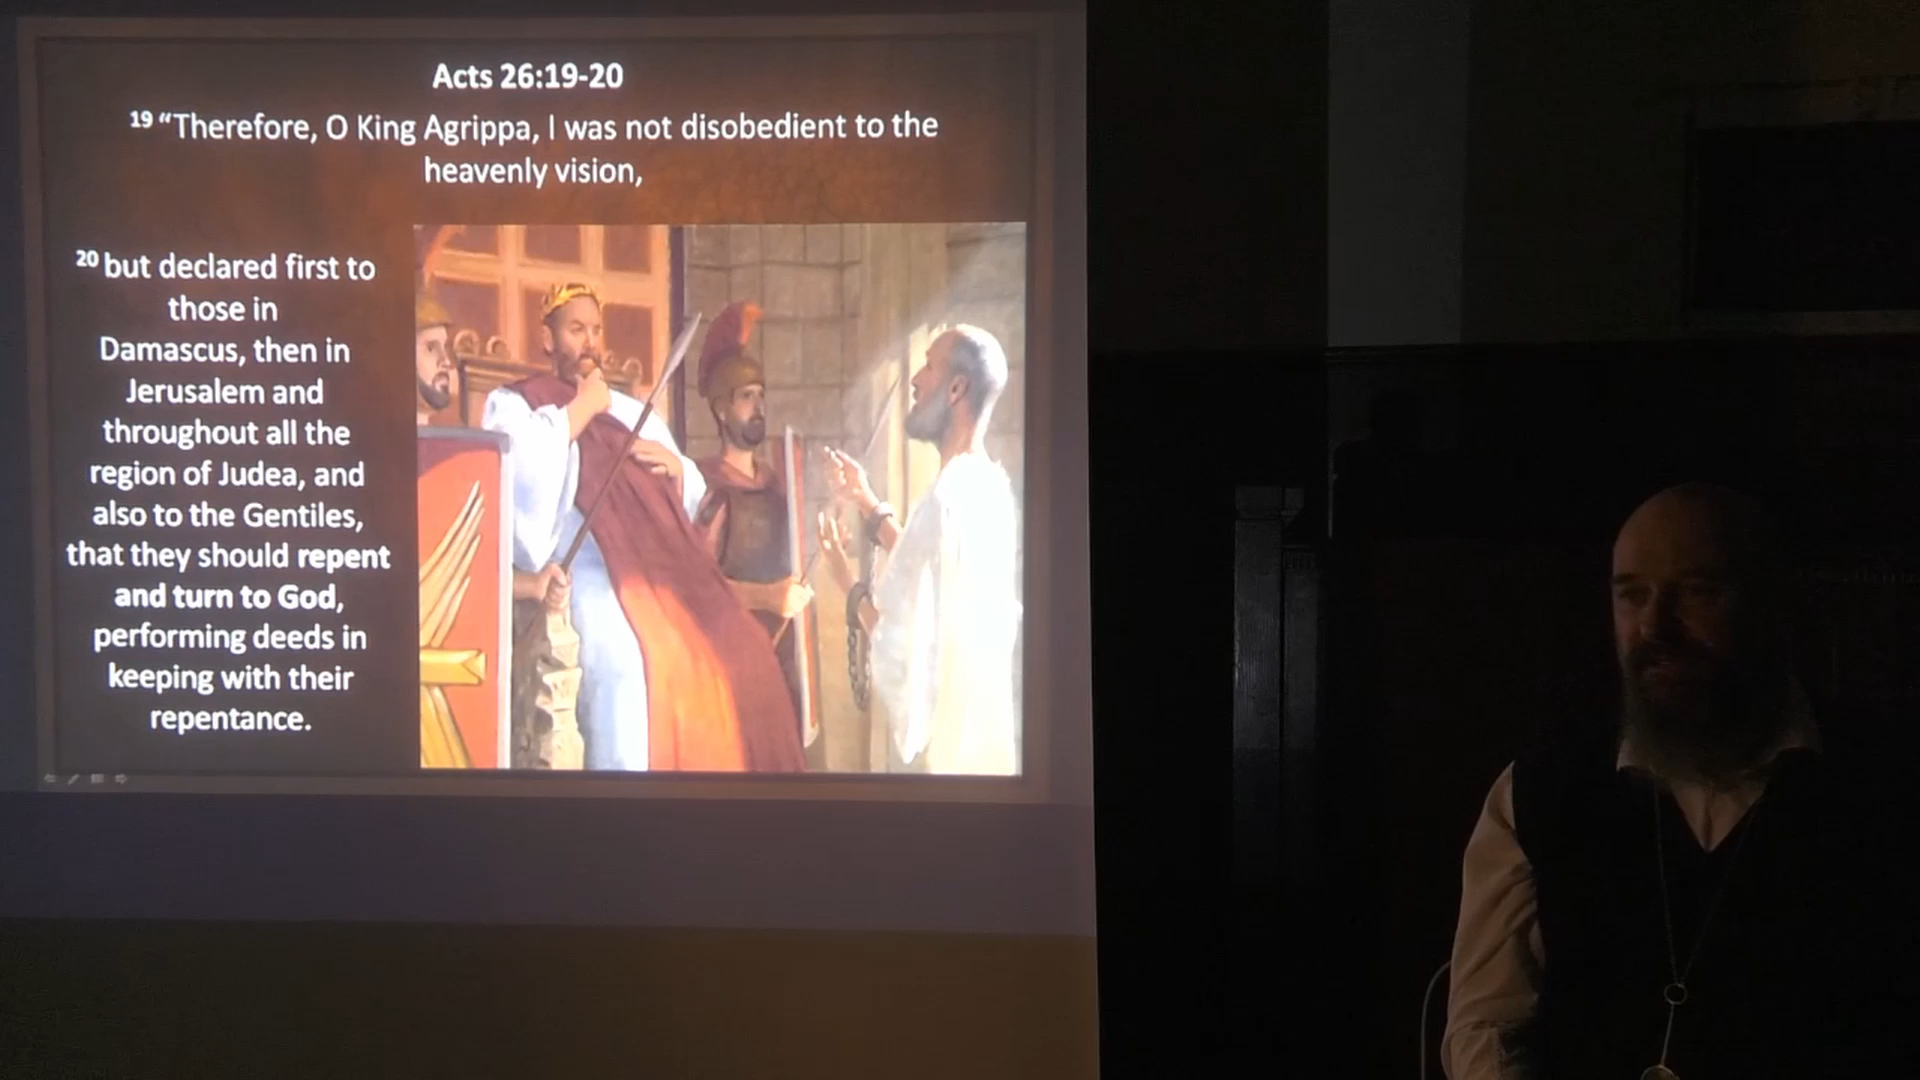 Acts 26:19-20
19 “Therefore, O King Agrippa, I was not disobedient to the
heavenly vision,
20 but declared first to
those in
Damascus, then in
Jerusalem and
throughout all the
region of Judea, and
also to the Gentiles,
that they should repent
and turn to God,
performing deeds in
keeping with their
repentance.